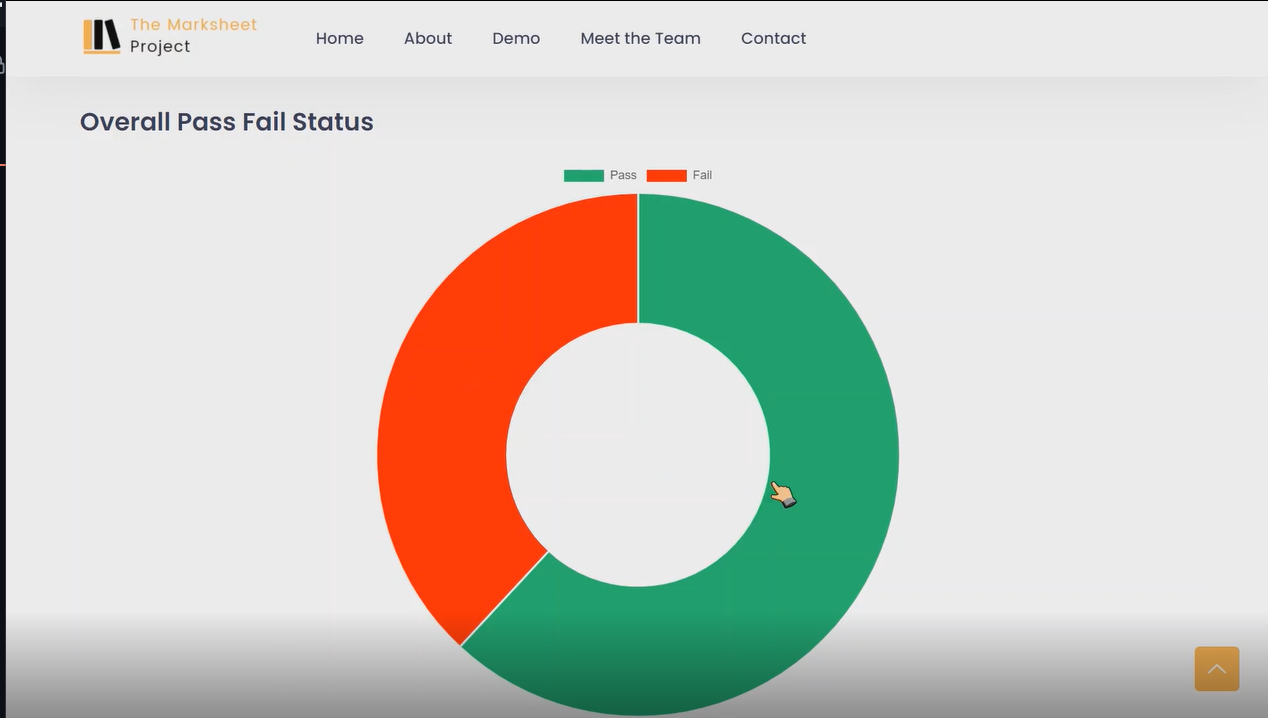 The Marksheet
Project
Home About Demo Meet the Team Contact
Overall Pass Fail Status
Pass Fail